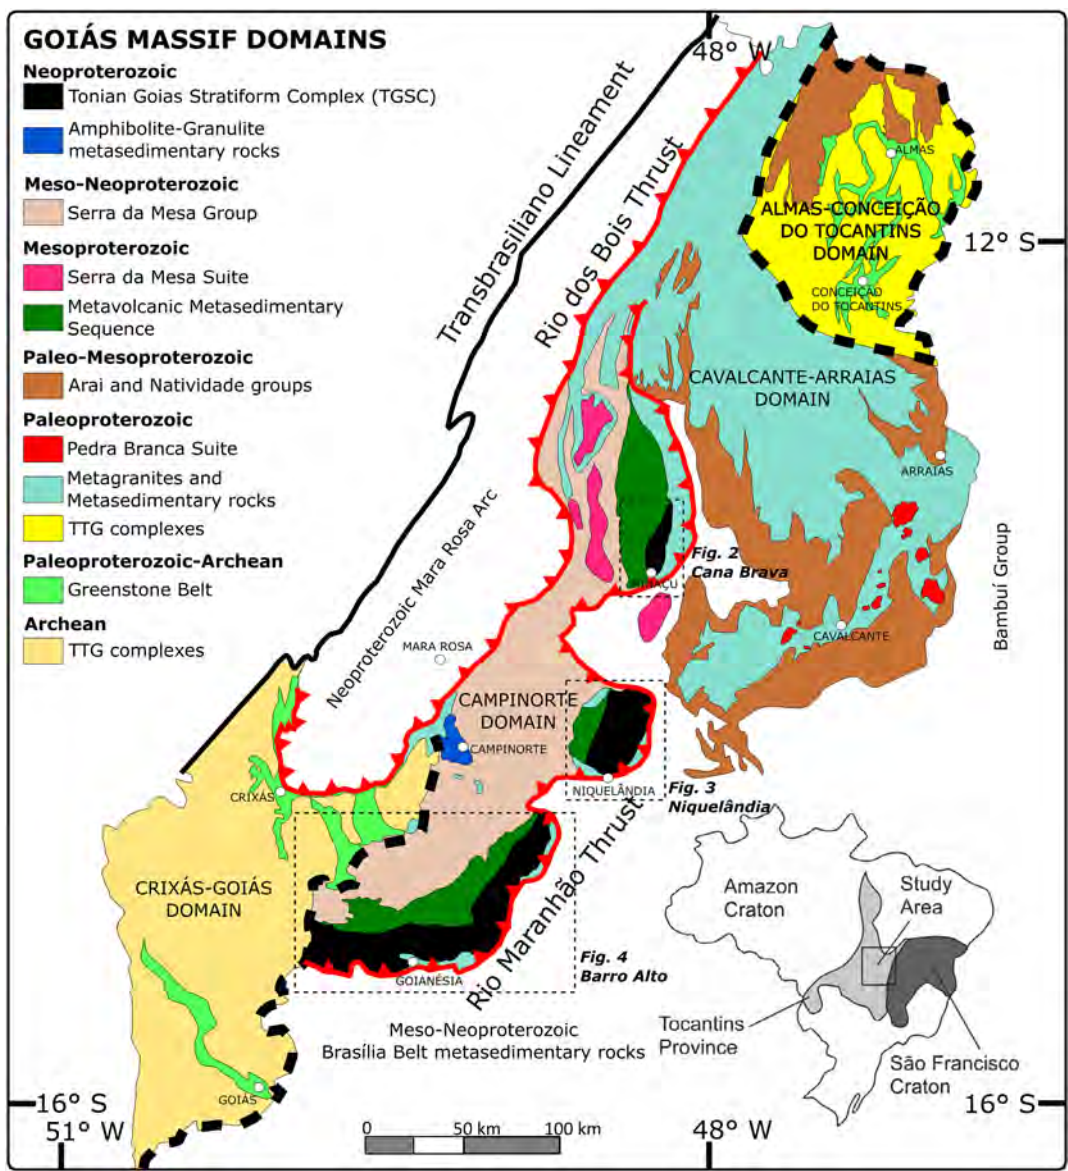 GOIÁS MASSIF DOMAINS
Neoproterozoic
Tonian Goias Stratiform Complex (TGSC)
Amphibolite-Granulite
metasedimentary rocks
Meso-Neoproterozoic
Serra da Mesa Group
Mesoproterozoic
Serra da Mesa Suite
Metavolcanic Metasedimentary
Sequence
Paleo-Mesoproterozoic
Arai and Natividade groups
Paleoproterozoic
Pedra Branca Suite
Metagranites and
Metasedimentary rocks
TTG complexes
Paleoproterozoic-Archean
Greenstone Belt
Archean
TTG complexes
48° W
Transbrasiliano Lineament
Rio dos Bois Thrust
ALMAS
ALMAS-CONCEIÇÃO
DO TOCANTINS
DOMAIN
12° S
CONCEIÇÃO
DO TOCANTINS
CAVALCANTE-ARRAIAS
DOMAIN
ARRAIAS
Neoproterozoic Mara Rosa Arc
Fig. 2
Cana Brava
Bambuí Group
CAVALCANTE
MARA ROSA
CAMPINORTE
DOMAIN
CAMPINORTE
NIQUELÂNDIA
Fig. 3
Niquelândia
CRIXÁS
CRIXÁS-GOIÁS
DOMAIN
Rio Maranhão Thrust
Fig. 4
Barro Alto
GOIANÉSIA
Meso-Neoproterozoic
Brasília Belt metasedimentary rocks
GOIÁS
Amazon
Craton
Study
Area
Tocantins
Province
São Francisco
Craton
16° S
51° W
0
50 km
100 km
48° W
16° S